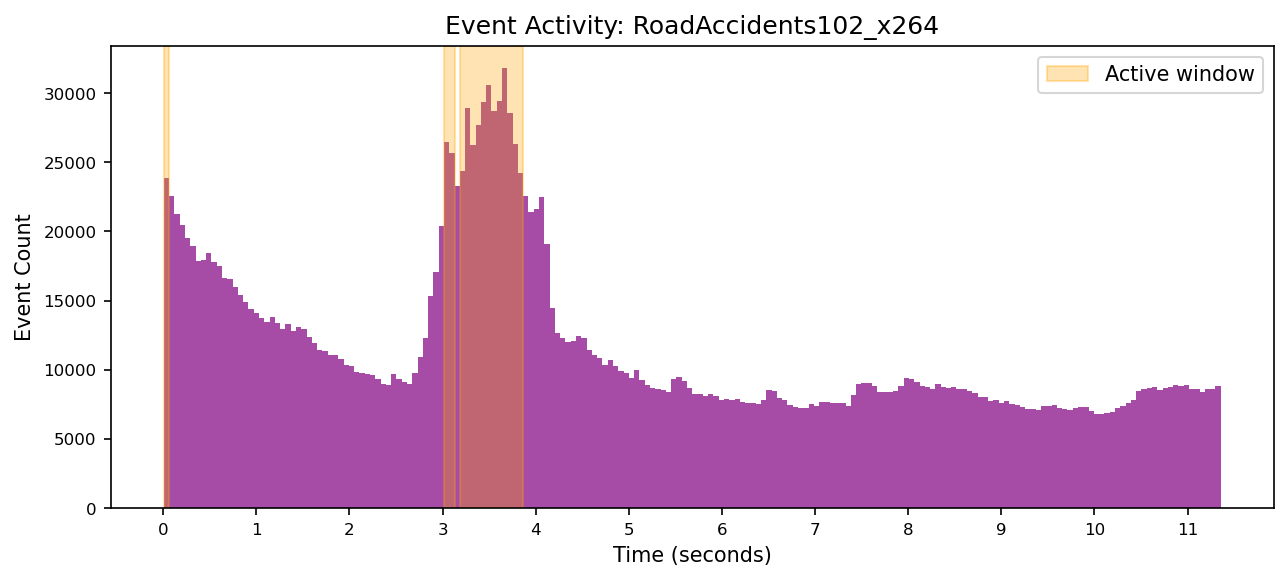 Event Activity: RoadAccidents102_x264
Active window
Event Count
30000
25000
20000
15000
10000
5000
0
0 1 2 3 4 5 6 7 8 9 10 11
Time (seconds)